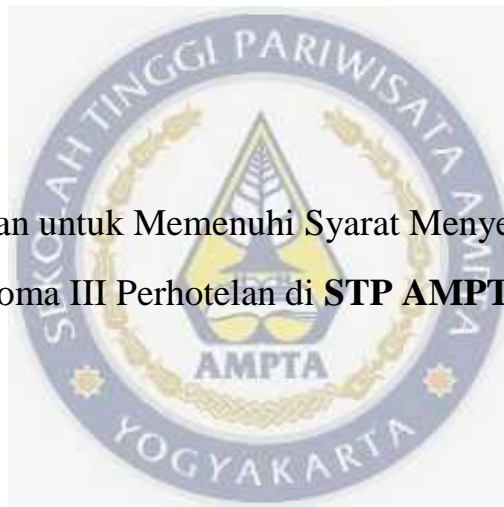 SEKOLAH TINGGI PARIWISATA AMPTA
an untuk Memenuhi Syarat Menye
oma III Perhotelan di STP AMPT
AMPTA
YOGYAKARTA